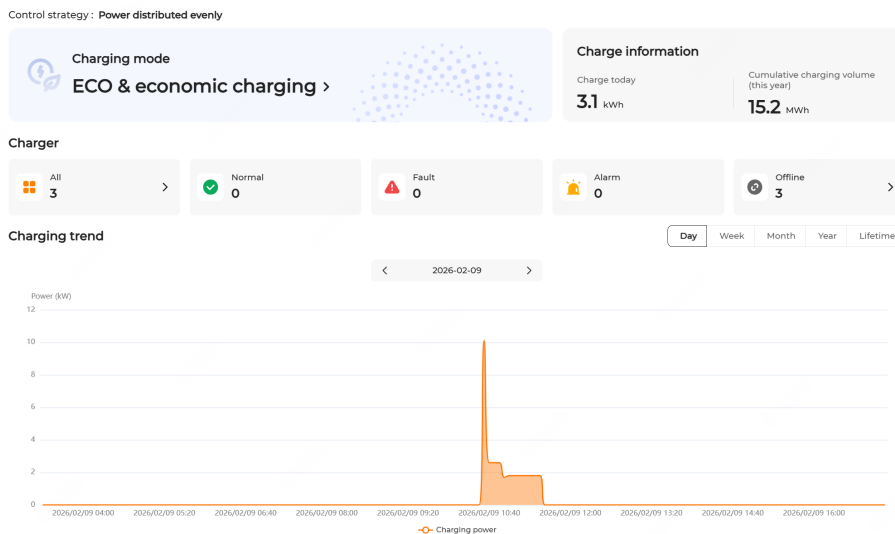 Control strategy : Power distributed evenly
Charging mode
ECO & economic charging >
Charge information
Charge today
3.1 kWh
Cumulative charging volume
(this year)
15.2 MWh
Charger
All
3
Normal
0
Fault
0
Alarm
0
Offline
3
Charging trend
Day Week Month Year Lifetime
2026-02-09
Power (kW)
12
10
8
6
4
2
0
2026/02/09 04:00 2026/02/09 05:20 2026/02/09 06:40 2026/02/09 08:00 2026/02/09 09:20 2026/02/09 10:40 2026/02/09 12:00 2026/02/09 13:20 2026/02/09 14:40 2026/02/09 16:00
Charging power